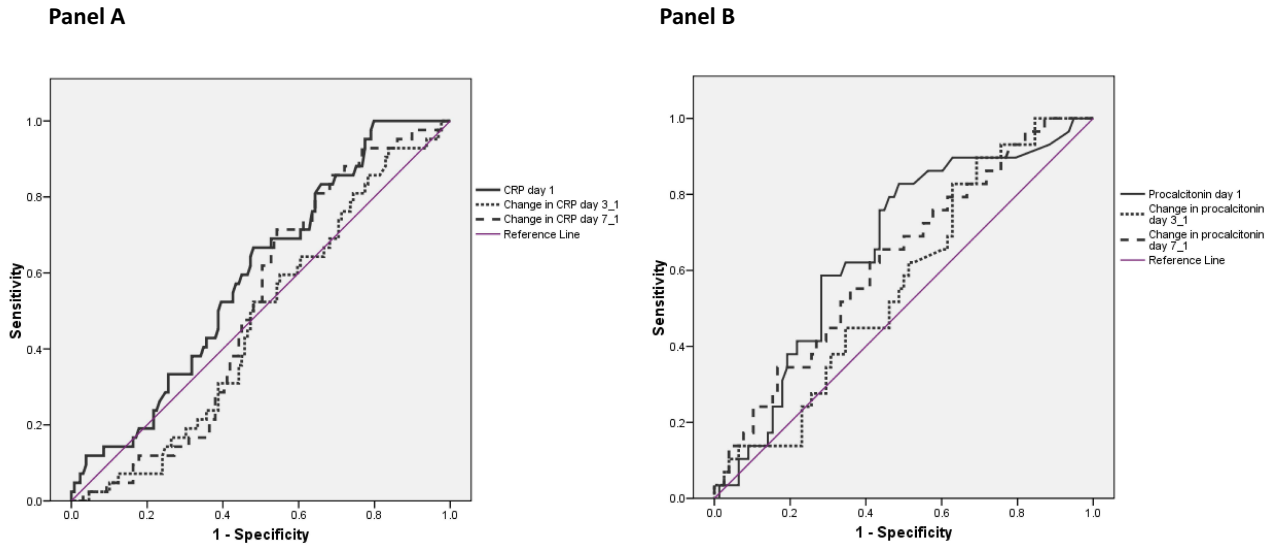 Panel A
Panel B
1.0
0.8
0.6
0.4
0.2
0.0
Sensitivity
0.0 0.2 0.4 0.6 0.8 1.0
1 - Specificity
CRP day 1
Change in CRP day 3_1
Change in CRP day 7_1
Reference Line
1.0
0.8
0.6
0.4
0.2
0.0
Sensitivity
0.0 0.2 0.4 0.6 0.8 1.0
1 - Specificity
Procalcitonin day 1
Change in procalcitonin
day 3_1
Change in procalcitonin
day 7_1
Reference Line